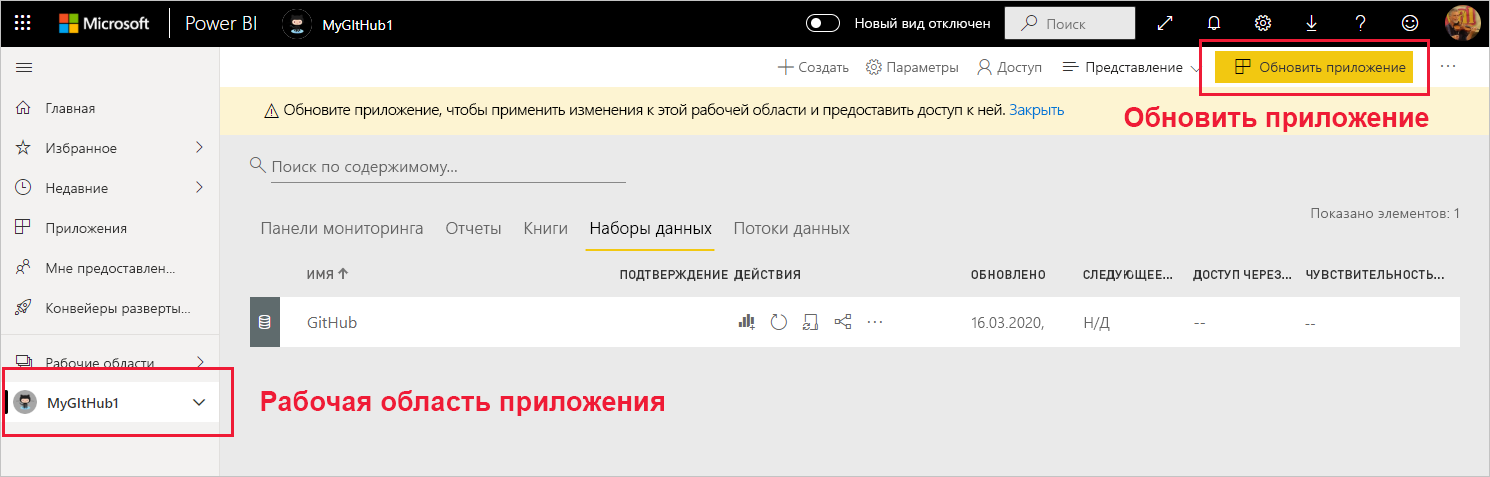 Microsoft Power BI MyGItHub1 Новый вид отключен Поиск
Создать Параметры Доступ Представление Обновить приложение
Обновите приложение, чтобы применить изменения к этой рабочей области и предоставить доступ к ней. Закрыть
Обновить приложение
Главная
Избранное
Недавние
Приложения
Мне предоставлен...
Конвейеры разверты...
Рабочие области
MyGItHub1
Рабочая область приложения
Поиск по содержимому...
Показано элементов: 1
Панели мониторинга Отчеты Книги Наборы данных Потоки данных
ИМЯ ПОДТВЕРЖДЕНИЕ ДЕЙСТВИЯ ОБНОВЛЕНО СЛЕДУЮЩЕЕ... ДОСТУП ЧЕРЕЗ... ЧУВСТВИТЕЛЬНОСТЬ...
GitHub 16.03.2020, Н/Д -- --